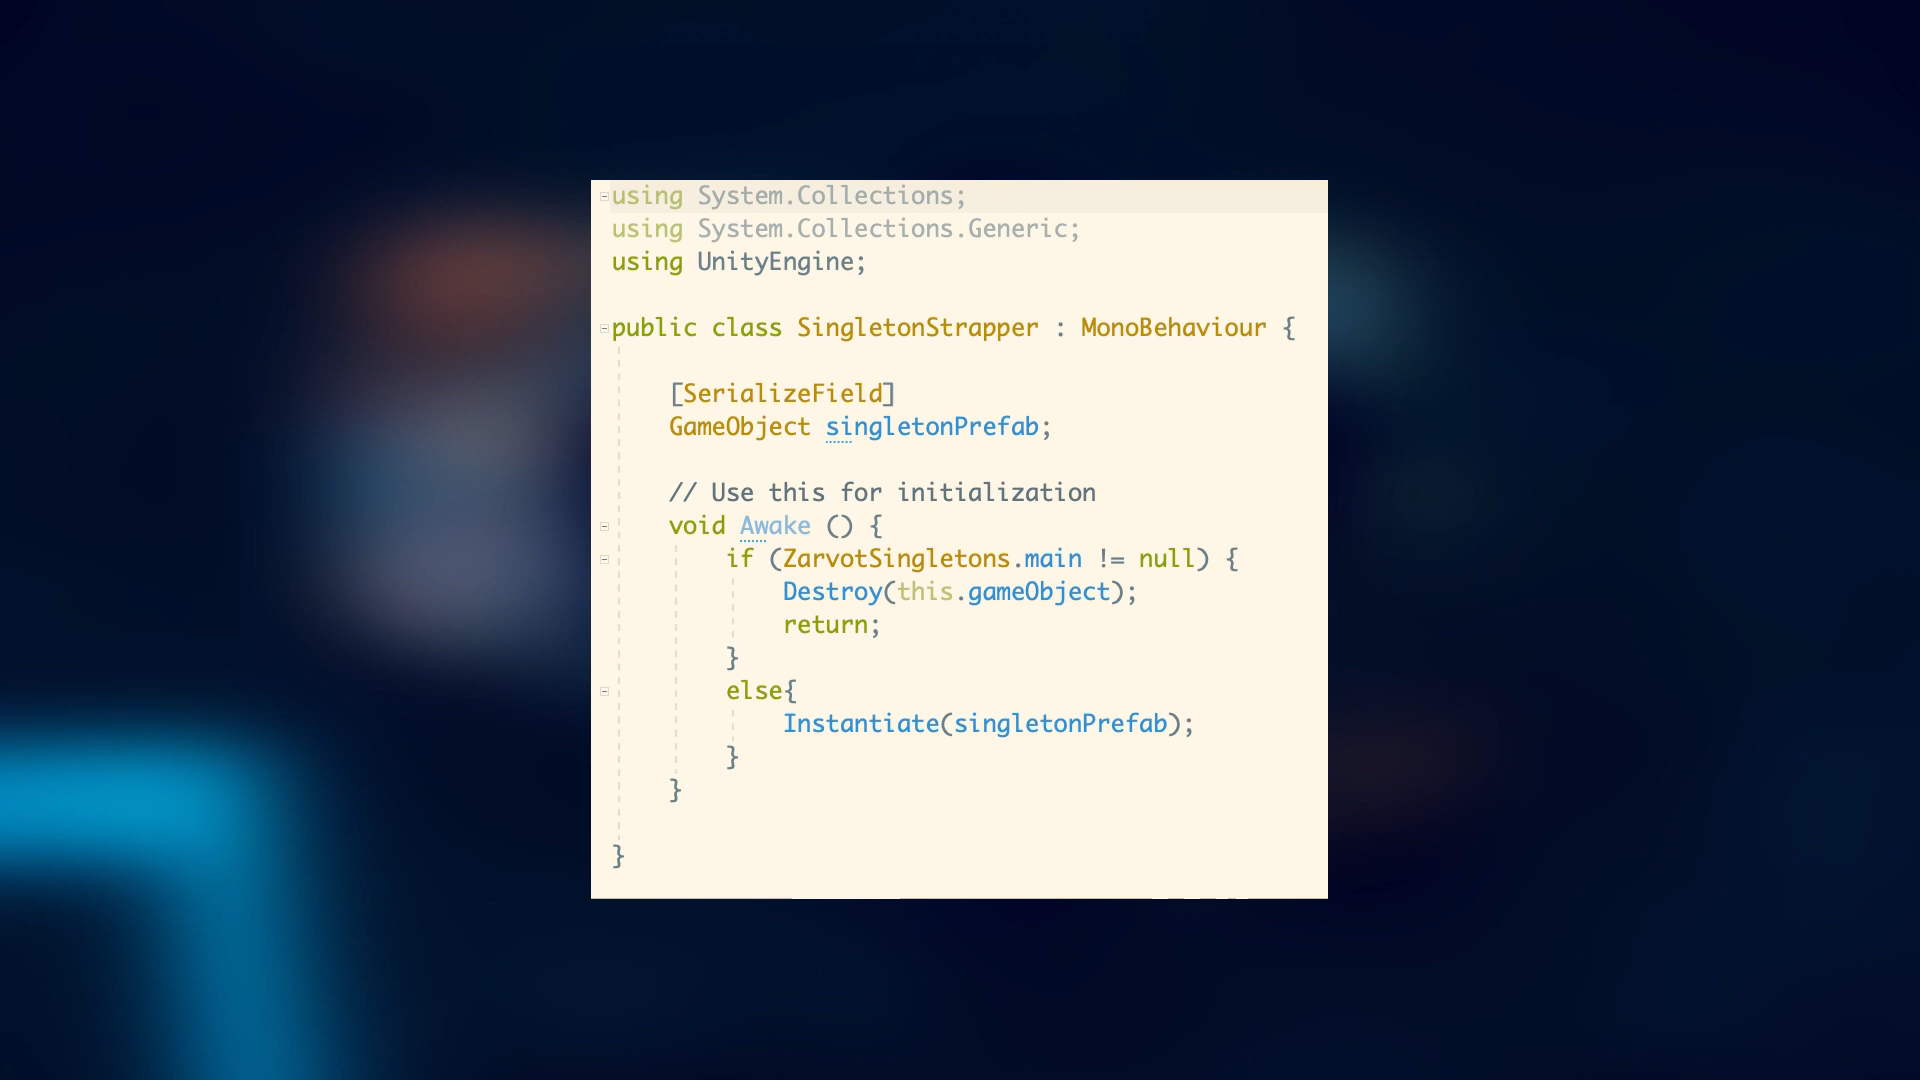 using System.Collections;
using System.Collections.Generic;
using UnityEngine;
public class SingletonStrapper : MonoBehaviour {
[SerializeField]
GameObject singletonPrefab;
// Use this for initialization
void Awake () {
if (ZarvotSingletons.main != null) {
Destroy(this.gameObject);
return;
}
else{
Instantiate(singletonPrefab);
}
}
}